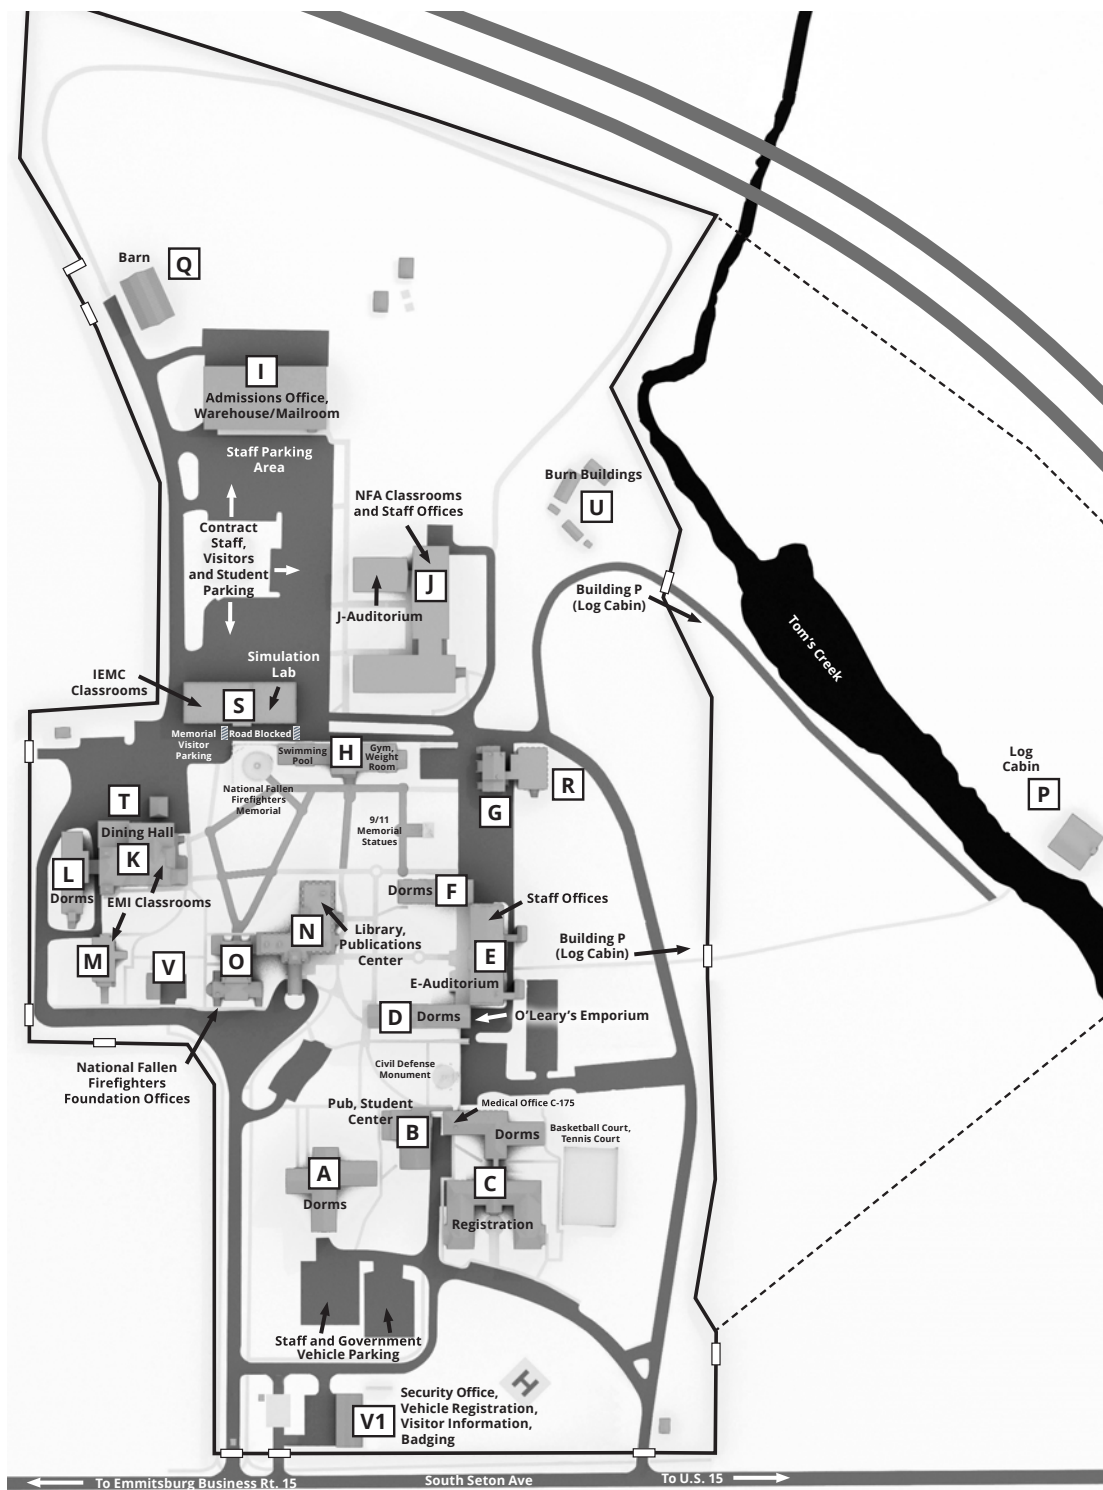 Barn
Q
I
Admissions Office,
Warehouse/Mailroom
Staff Parking
Area
NFA Classrooms
and Staff Offices
Burn Buildings
U
Contract
Staff,
Visitors
and Student
Parking
J
J-Auditorium
Building P
(Log Cabin)
Tom's Creek
Simulation
Lab
IEMC
Classrooms
S
Memorial
Visitor
Parking
Road Blocked
Swimming
Pool
H
Gym,
Weight
Room
Log
Cabin
P
R
G
National Fallen
Firefighters
Memorial
T
9/11
Memorial
Statues
Dining Hall
K
L
Dorms
EMI Classrooms
Dorms
F
Staff Offices
N
Library,
Publications
Center
E
Building P
(Log Cabin)
M
V
O
E-Auditorium
D
Dorms
O'Leary's Emporium
National Fallen
Firefighters
Foundation Offices
Civil Defense
Monument
Pub, Student
Center
B
Medical Office C-175
Dorms
Basketball Court,
Tennis Court
A
Dorms
C
Registration
Staff and Government
Vehicle Parking
H
V1
Security Office,
Vehicle Registration,
Visitor Information,
Badging
To Emmitsburg Business Rt. 15
South Seton Ave
To U.S. 15